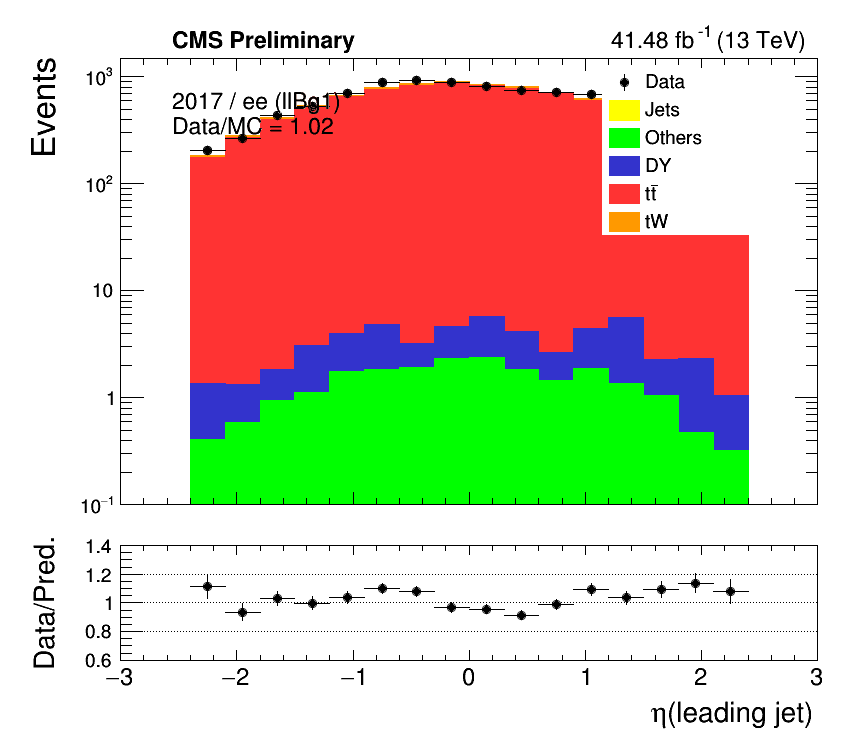 CMS Preliminary
41.48 fb⁻¹ (13 TeV)
Events
10³
10²
10
1
10⁻¹
2017 / ee (llBg1)
Data/MC = 1.02
Data
Jets
Others
DY
tt̄
tW
Data/Pred.
1.4
1.2
1
0.8
0.6
−3
−2
−1
0
1
2
3
η(leading jet)